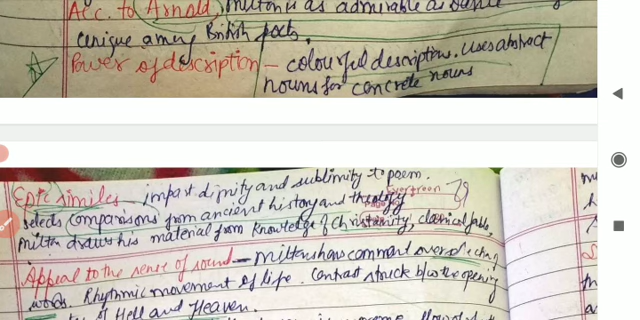 Acc. to Arnold, Milton is as admirable as
unique among British poets.
Power of description - colourful description. Uses abstract
nouns for concrete nouns
Evergreen
Page
Epic similes - impart dignity and sublimity to poem.
selects comparisons from ancient history and theology
Milton draws his material from knowledge of Christianity, classical fable,
Appeal to the sense of sound - Milton shows command over
words. Rhythmic movement of life. Contrast struck b/w the opening
of Hell and Heaven.